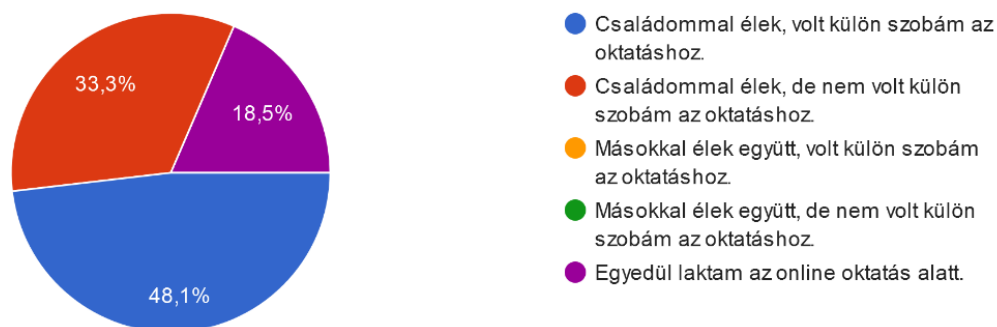 33,3%
18,5%
48,1%
Családommal élek, volt külön szobám az
oktatáshoz.
Családommal élek, de nem volt külön
szobám az oktatáshoz.
Másokkal élek együtt, volt külön szobám
az oktatáshoz.
Másokkal élek együtt, de nem volt külön
szobám az oktatáshoz.
Egyedül laktam az online oktatás alatt.